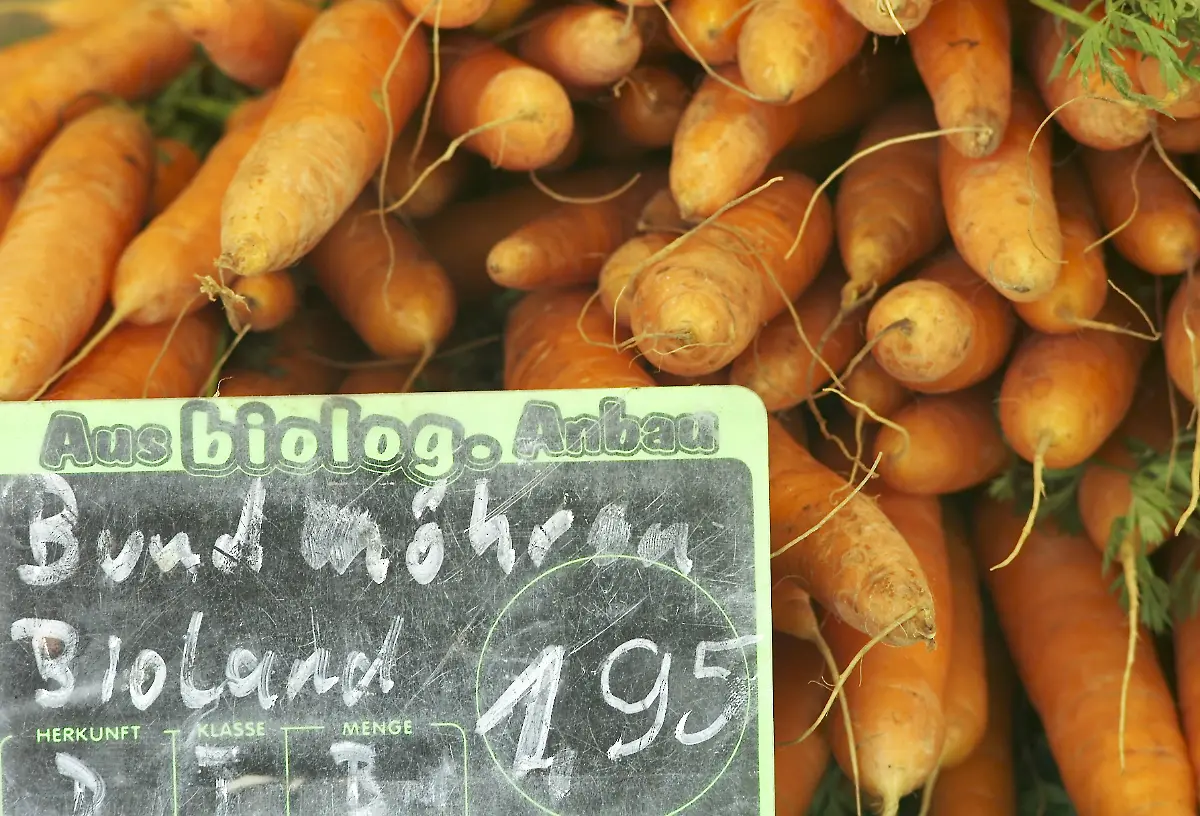 Aus biolog. Anbau
Bundmöhren
Bioland
1,95
HERKUNFT KLASSE MENGE
D